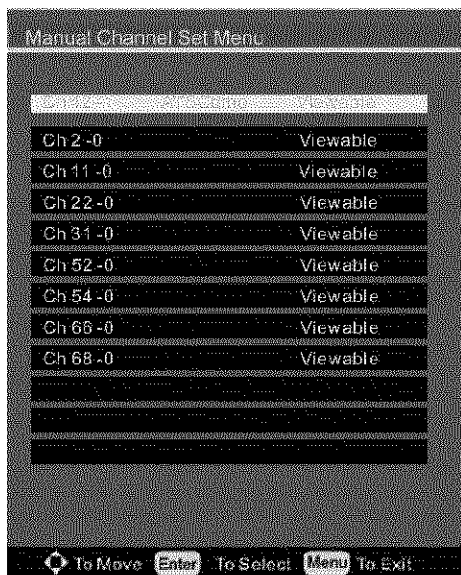 Manual Channel Set Menu
Viewable
Ch 2 -0 Viewable
Ch 11 -0 Viewable
Ch 22 -0 Viewable
Ch 31 -0 Viewable
Ch 52 -0 Viewable
Ch 54 -0 Viewable
Ch 66 -0 Viewable
Ch 68 -0 Viewable
To Move Enter To Select Menu To Exit